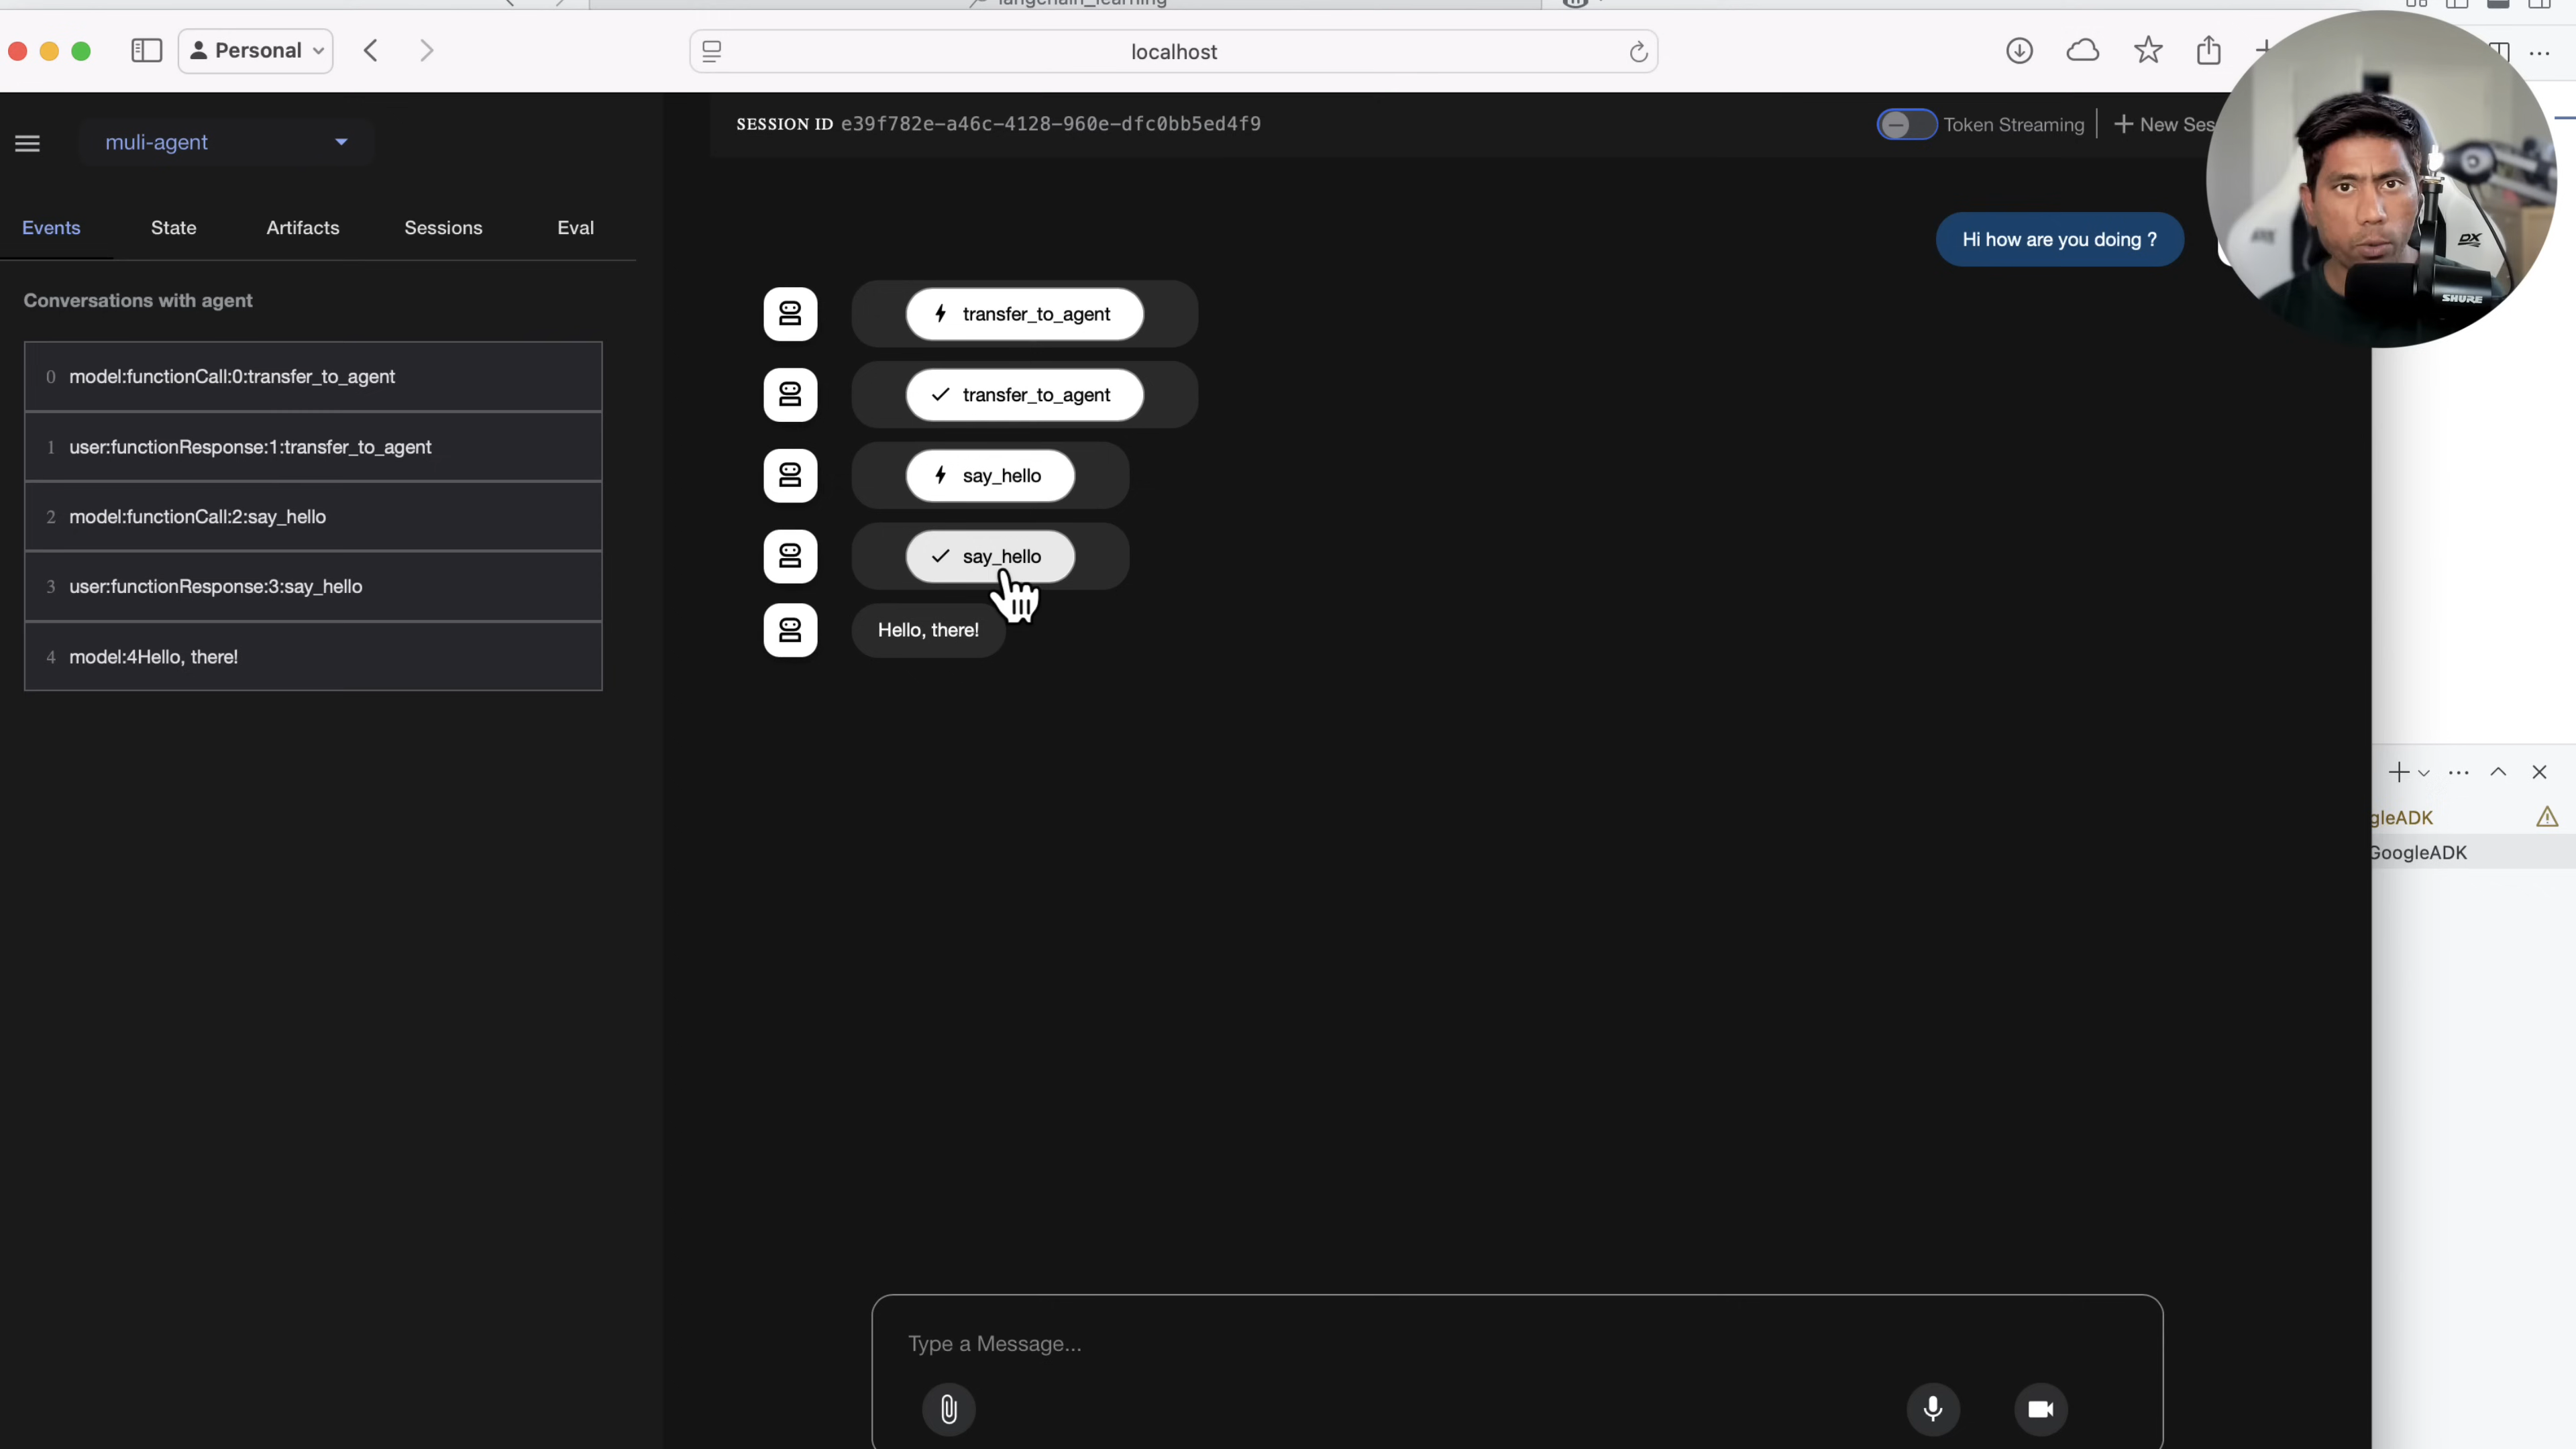 langchain_learning
Personal
localhost
muli-agent
SESSION ID e39f782e-a46c-4128-960e-dfc0bb5ed4f9
Token Streaming
New Ses
Events
State
Artifacts
Sessions
Eval
Hi how are you doing ?
Conversations with agent
0 model:functionCall:0:transfer_to_agent
1 user:functionResponse:1:transfer_to_agent
2 model:functionCall:2:say_hello
3 user:functionResponse:3:say_hello
4 model:4Hello, there!
transfer_to_agent
transfer_to_agent
say_hello
say_hello
Hello, there!
gleADK
GoogleADK
Type a Message...
DX
SHURE